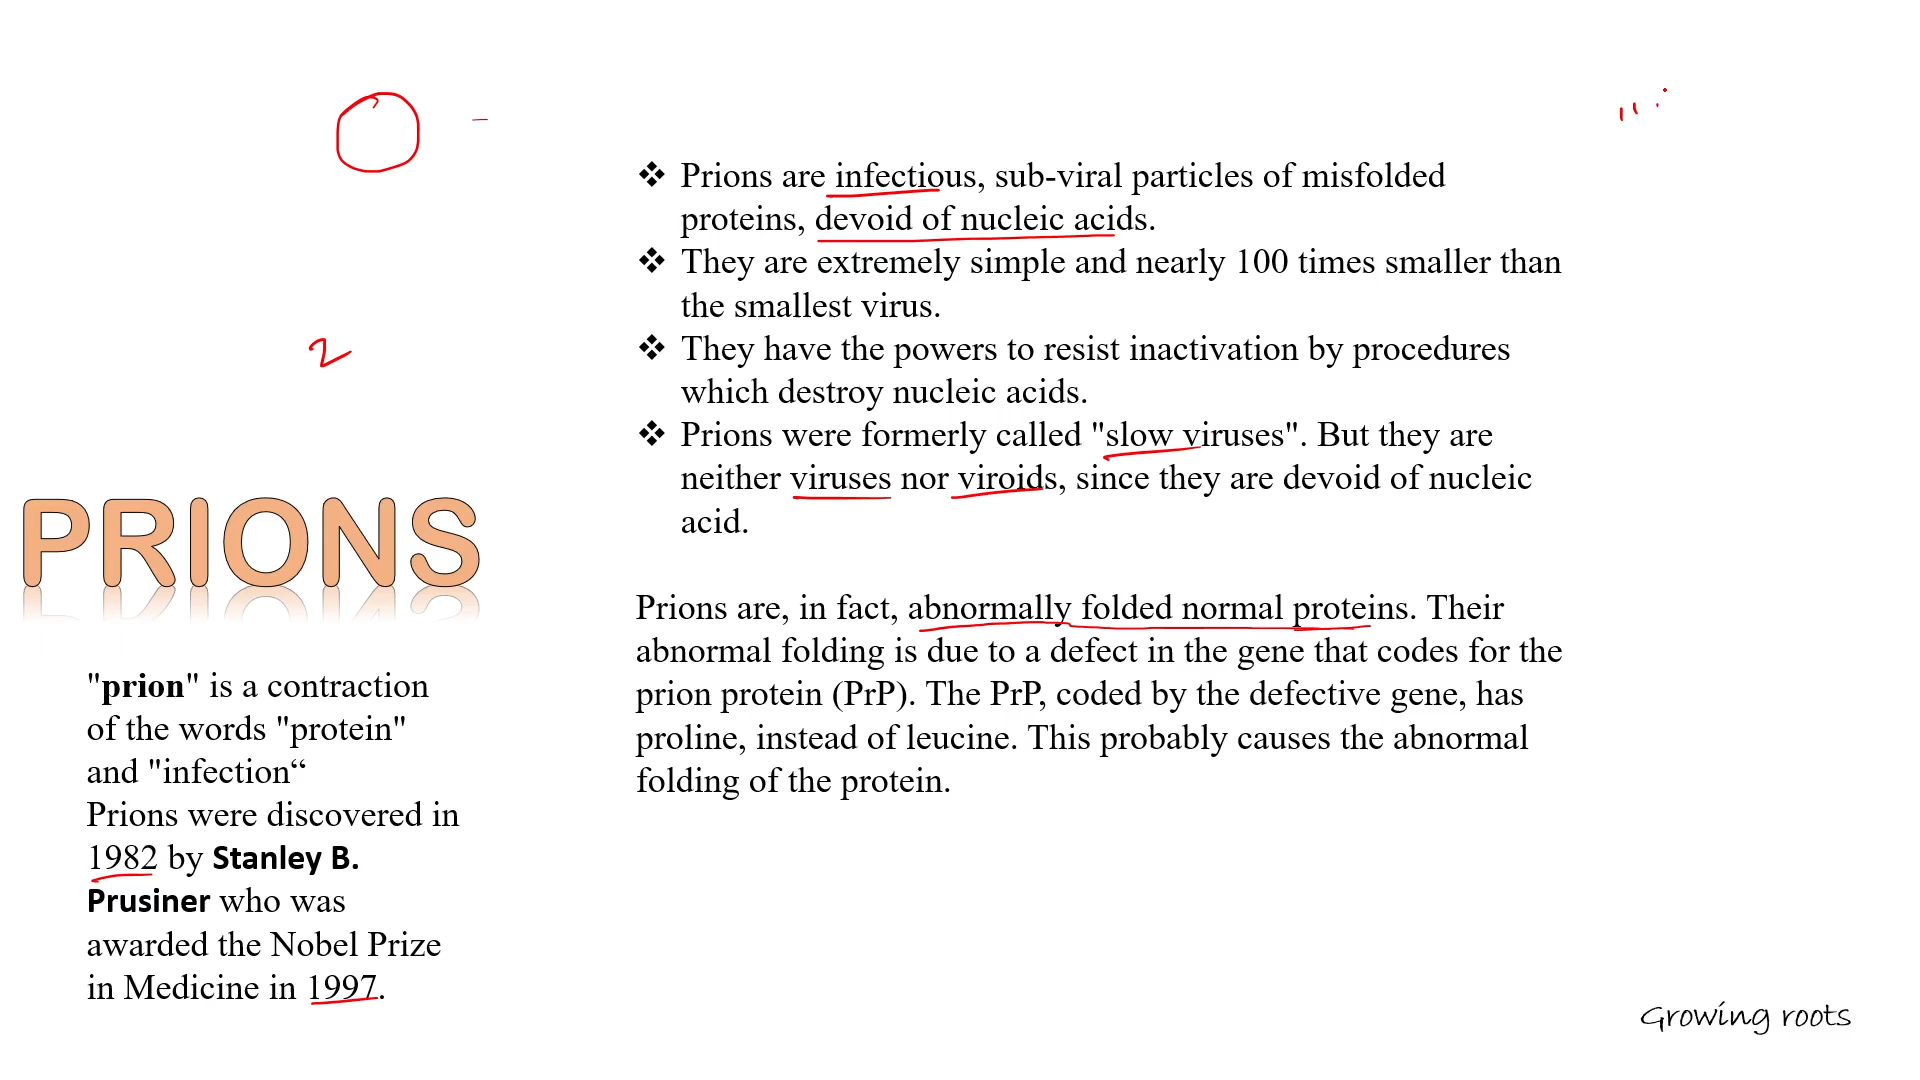 ❖ Prions are infectious, sub-viral particles of misfolded
proteins, devoid of nucleic acids.
❖ They are extremely simple and nearly 100 times smaller than
the smallest virus.
❖ They have the powers to resist inactivation by procedures
which destroy nucleic acids.
❖ Prions were formerly called "slow viruses". But they are
neither viruses nor viroids, since they are devoid of nucleic
acid.
Prions are, in fact, abnormally folded normal proteins. Their
abnormal folding is due to a defect in the gene that codes for the
prion protein (PrP). The PrP, coded by the defective gene, has
proline, instead of leucine. This probably causes the abnormal
folding of the protein.
2
PRIONS
"prion" is a contraction
of the words "protein"
and "infection“
Prions were discovered in
1982 by Stanley B.
Prusiner who was
awarded the Nobel Prize
in Medicine in 1997.
Growing roots